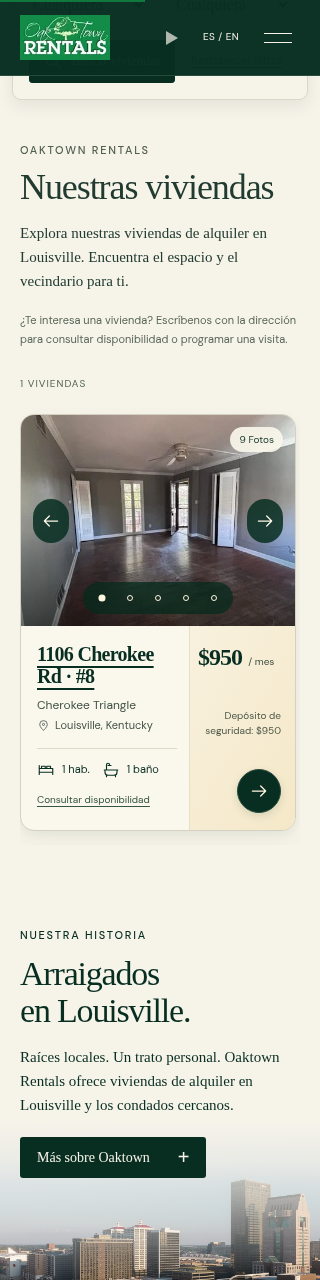 Oak Town
RENTALS
ES / EN
OAKTOWN RENTALS
Nuestras viviendas
Explora nuestras viviendas de alquiler en
Louisville. Encuentra el espacio y el
vecindario para ti.
¿Te interesa una vivienda? Escríbenos con la dirección
para consultar disponibilidad o programar una visita.
1 VIVIENDAS
9 Fotos
1106 Cherokee
Rd · #8
Cherokee Triangle
Louisville, Kentucky
1 hab.
1 baño
Consultar disponibilidad
$950 / mes
Depósito de
seguridad: $950
NUESTRA HISTORIA
Arraigados
en Louisville.
Raíces locales. Un trato personal. Oaktown
Rentals ofrece viviendas de alquiler en
Louisville y los condados cercanos.
Más sobre Oaktown +